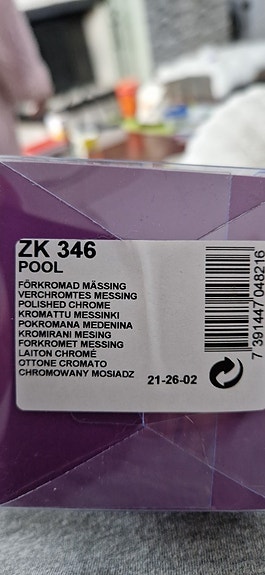 ZK 346
POOL
FÖRKROMAD MÄSSING
VERCHROMTES MESSING
POLISHED CHROME
KROMATTU MESSINKI
POKROMANA MEDENINA
KROMIRANI MESING
FORKROMET MESSING
LAITON CHROMÉ
OTTONE CROMATO
CHROMOWANY MOSIADZ
21-26-02
7 391447 048216